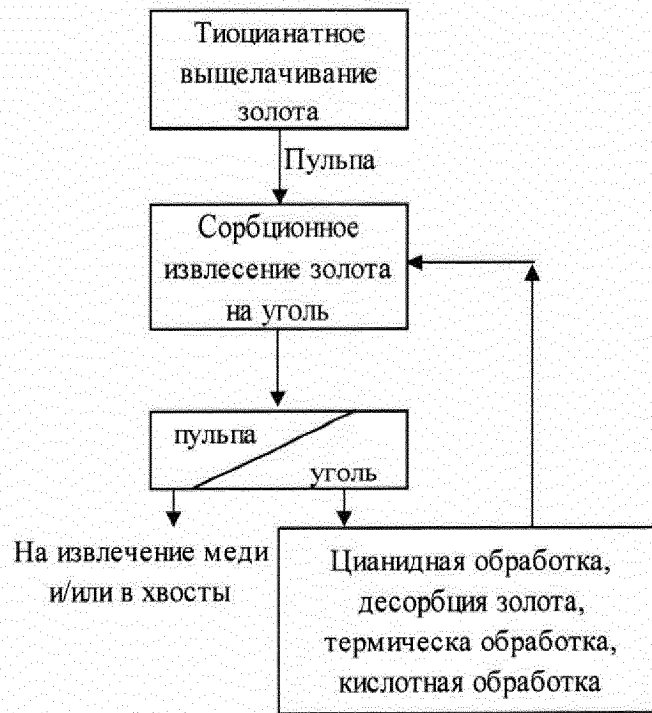 Тиоцианатное
выщелачивание
золота
Пульпа
Сорбционное
извлесение золота
на уголь
пульпа
уголь
На извлечение меди
и/или в хвосты
Цианидная обработка,
десорбция золота,
термическа обработка,
кислотная обработка